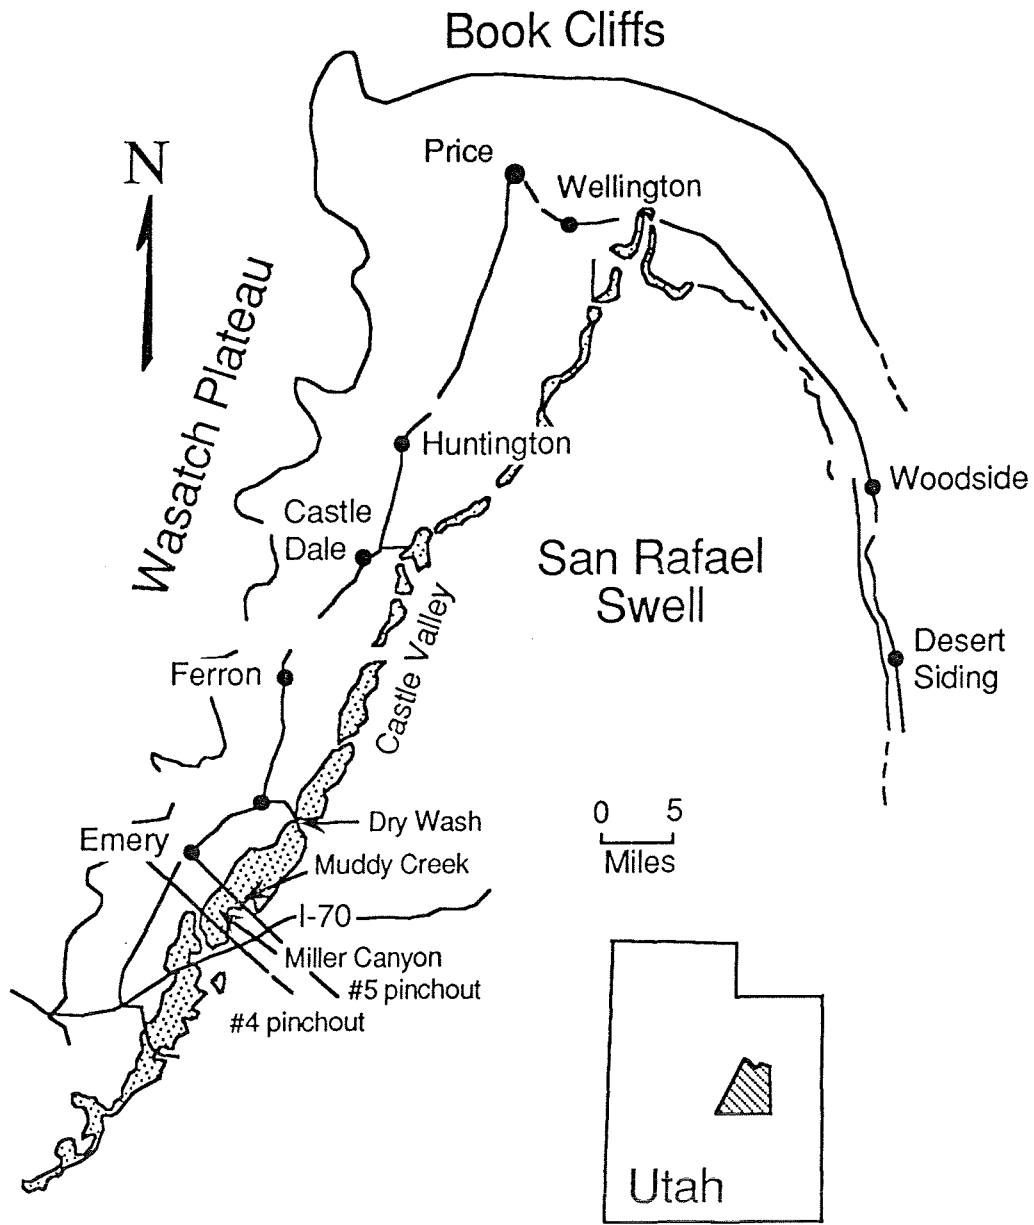 Book Cliffs
N
Price
Wellington
Wasatch Plateau
Huntington
Woodside
Castle
Dale
San Rafael
Swell
Castle Valley
Desert
Siding
Ferron
0 5
Miles
Dry Wash
Emery
Muddy Creek
I-70
Miller Canyon
#5 pinchout
#4 pinchout
Utah